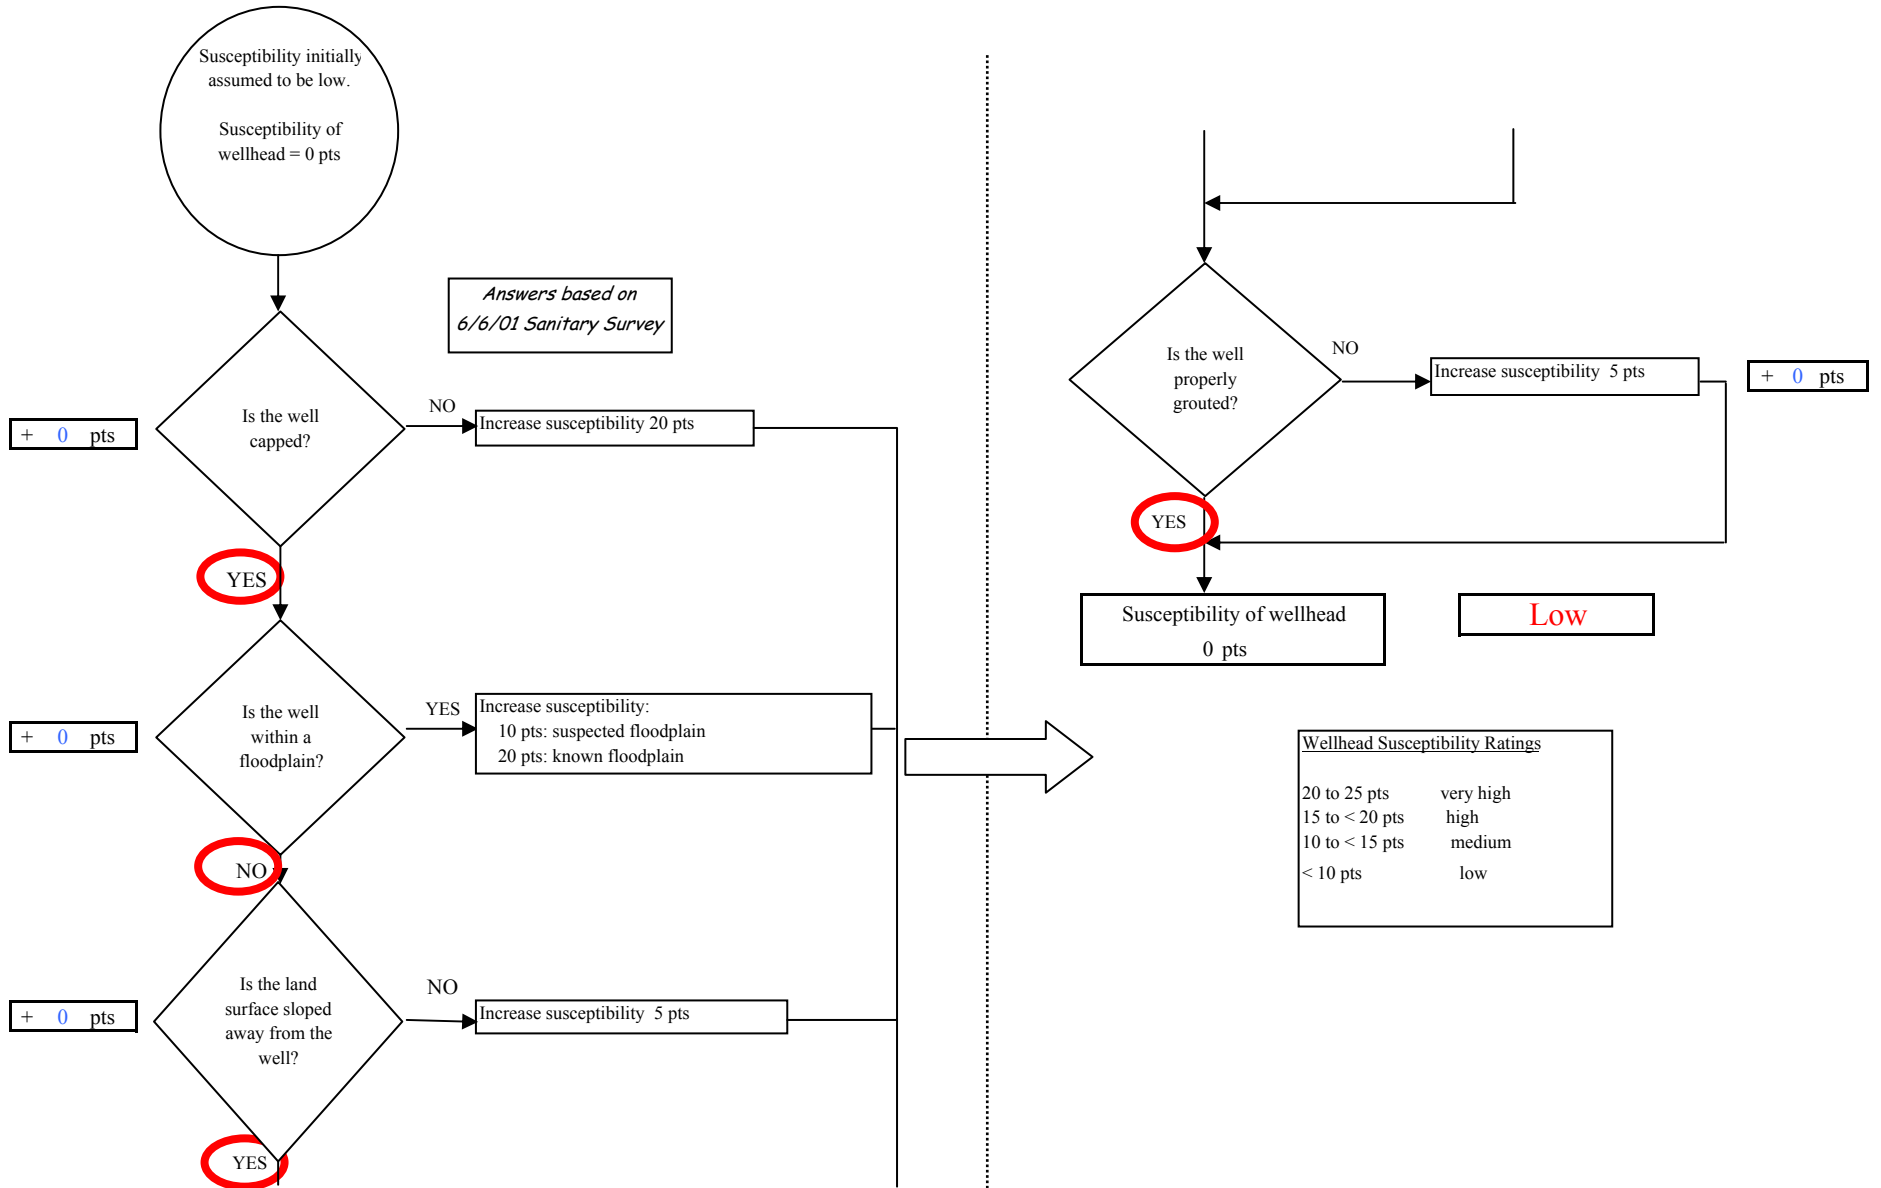 Susceptibility initially
assumed to be low.
Susceptibility of
wellhead = 0 pts
Answers based on
6/6/01 Sanitary Survey
+ 0 pts
Is the well
capped?
NO
Increase susceptibility 20 pts
YES
+ 0 pts
Is the well
within a
floodplain?
YES
Increase susceptibility:
10 pts: suspected floodplain
20 pts: known floodplain
NO
+ 0 pts
Is the land
surface sloped
away from the
well?
NO
Increase susceptibility 5 pts
YES
Is the well
properly
grouted?
NO
Increase susceptibility 5 pts
+ 0 pts
YES
Susceptibility of wellhead
0 pts
Low
Wellhead Susceptibility Ratings
20 to 25 pts very high
15 to < 20 pts high
10 to < 15 pts medium
< 10 pts low